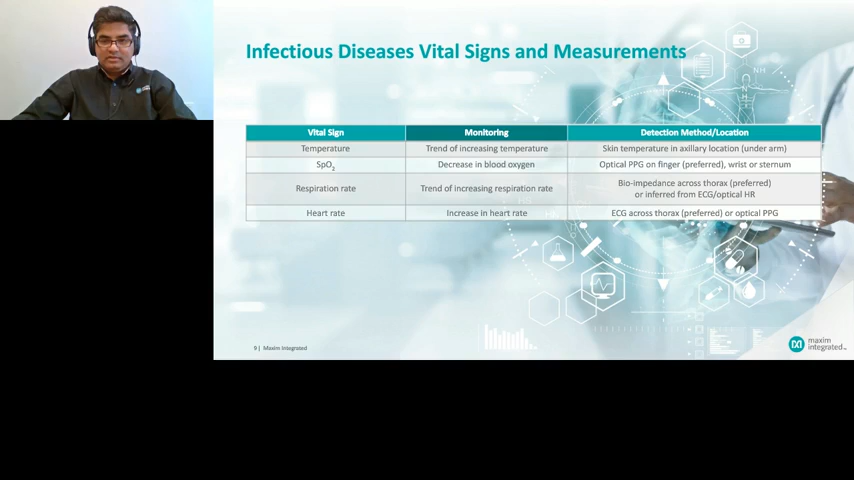 Infectious Diseases Vital Signs and Measurements
Vital Sign Monitoring Detection Method/Location
Temperature Trend of increasing temperature Skin temperature in axillary location (under arm)
SpO2 Decrease in blood oxygen Optical PPG on finger (preferred), wrist or sternum
Respiration rate Trend of increasing respiration rate Bio-impedance across thorax (preferred)
or inferred from ECG/optical HR
Heart rate Increase in heart rate ECG across thorax (preferred) or optical PPG
9 | Maxim Integrated
maxim
integrated™
NH